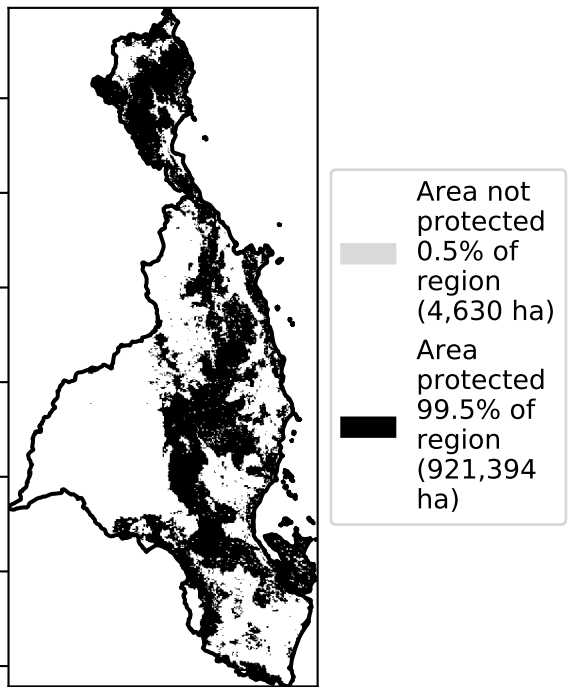 Area not
protected
0.5% of
region
(4,630 ha)
Area
protected
99.5% of
region
(921,394
ha)